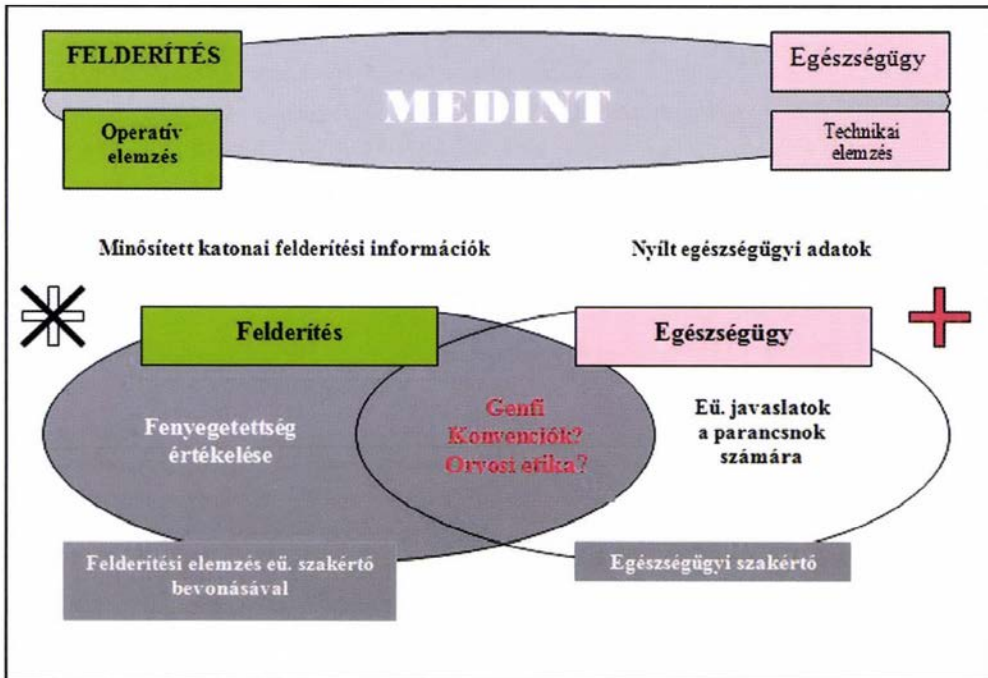 FELDERÍTÉS
Egészségügy
MEDINT
Operatív
elemzés
Technikai
elemzés
Minősített katonai felderítési információk
Nyílt egészségügyi adatok
Felderítés
Egészségügy
Fenyegetettség
értékelése
Genfi
Konvenciók?
Orvosi etika?
Eü. javaslatok
a parancsnok
számára
Felderítési elemzés eü. szakértő
bevonásával
Egészségügyi szakértő